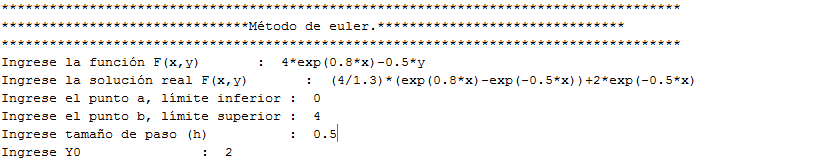 *************************************************************************************
*******************************Método de euler.*******************************
*************************************************************************************
Ingrese la función F(x,y) : 4*exp(0.8*x)-0.5*y
Ingrese la solución real F(x,y) : (4/1.3)*(exp(0.8*x)-exp(-0.5*x))+2*exp(-0.5*x)
Ingrese el punto a, límite inferior : 0
Ingrese el punto b, límite superior : 4
Ingrese tamaño de paso (h) : 0.5
Ingrese Y0 : 2